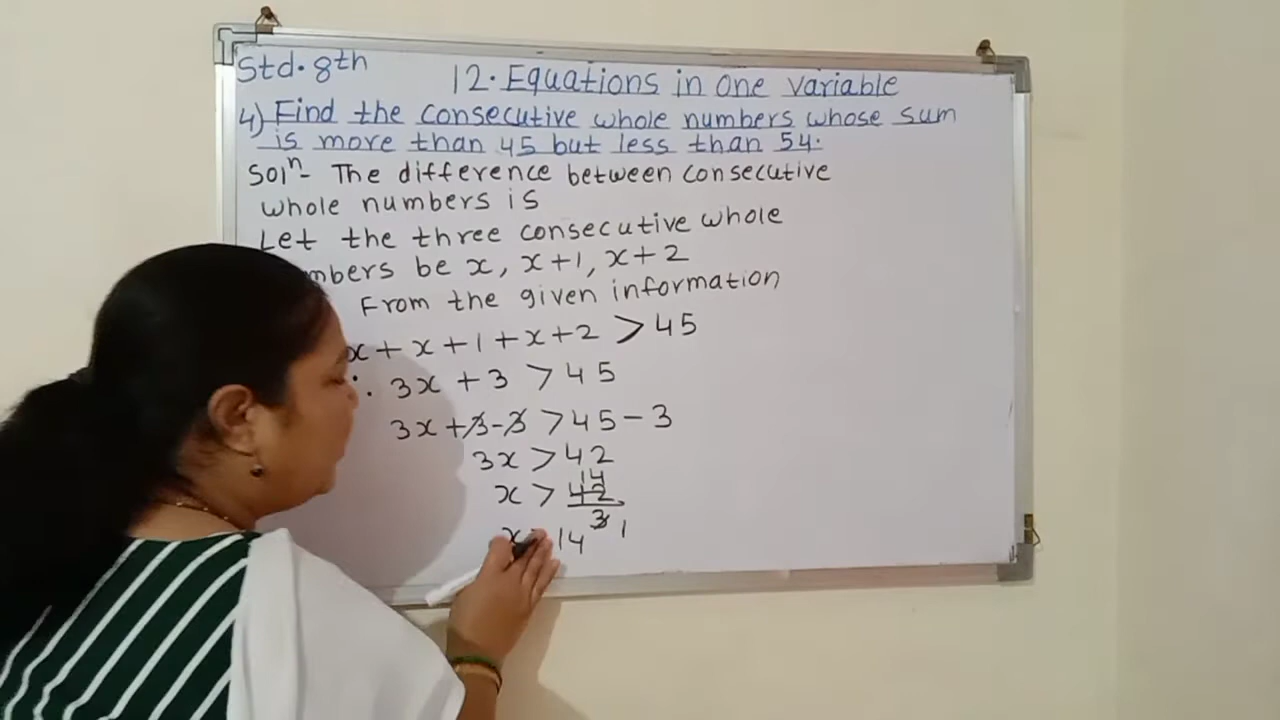 Std. 8th
12. Equations in one variable
4) Find the consecutive whole numbers whose sum
is more than 45 but less than 54.
Solⁿ- The difference between consecutive
whole numbers is
Let the three consecutive whole
mbers be x, x+1, x+2
From the given information
x + x + 1 + x + 2 > 45
∴ 3x + 3 > 45
3x + 3 - 3 > 45 - 3
3x > 42
14
x > 42
3 1
x > 14